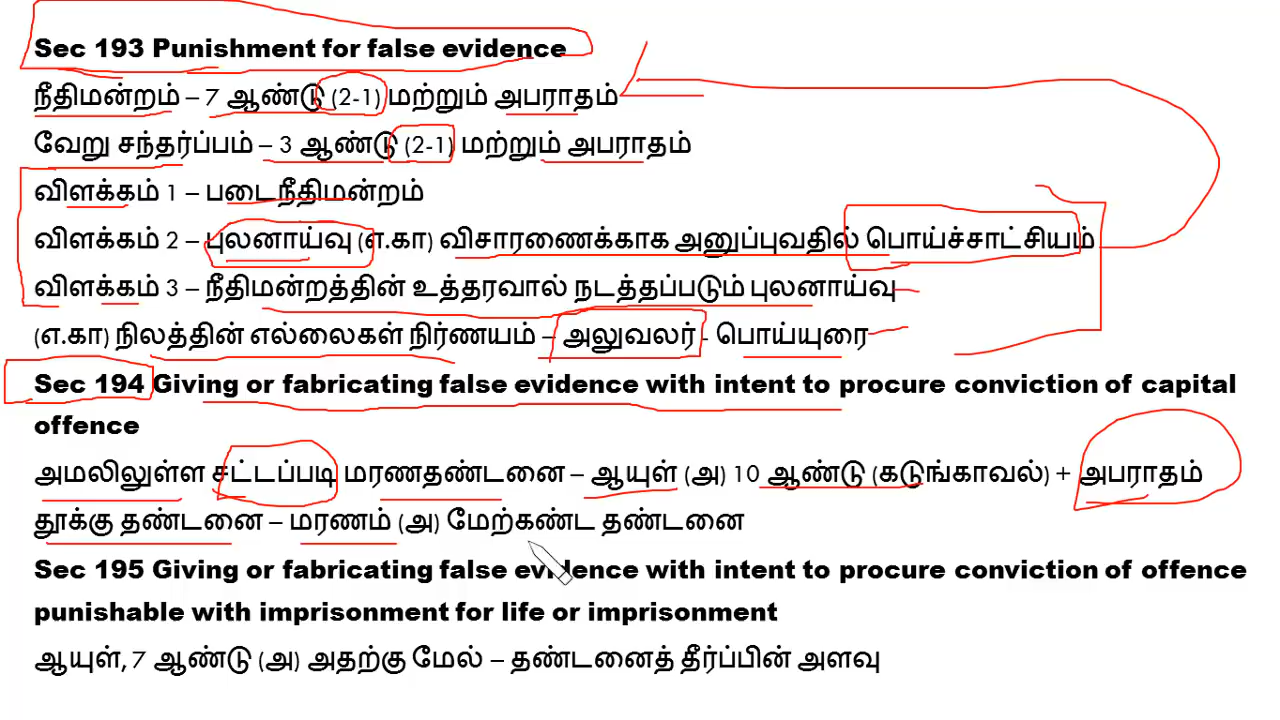 Sec 193 Punishment for false evidence
நீதிமன்றம் – 7 ஆண்டு (2-1) மற்றும் அபராதம்
வேறு சந்தர்ப்பம் – 3 ஆண்டு (2-1) மற்றும் அபராதம்
விளக்கம் 1 – படைநீதிமன்றம்
விளக்கம் 2 – புலனாய்வு (எ.கா) விசாரணைக்காக அனுப்புவதில் பொய்ச்சாட்சியம்
விளக்கம் 3 – நீதிமன்றத்தின் உத்தரவால் நடத்தப்படும் புலனாய்வு
(எ.கா) நிலத்தின் எல்லைகள் நிர்ணயம் – அலுவலர் - பொய்யுரை
Sec 194 Giving or fabricating false evidence with intent to procure conviction of capital
offence
அமலிலுள்ள சட்டப்படி மரணதண்டனை – ஆயுள் (அ) 10 ஆண்டு (கடுங்காவல்) + அபராதம்
தூக்கு தண்டனை – மரணம் (அ) மேற்கண்ட தண்டனை
Sec 195 Giving or fabricating false evidence with intent to procure conviction of offence
punishable with imprisonment for life or imprisonment
ஆயுள், 7 ஆண்டு (அ) அதற்கு மேல் – தண்டனைத் தீர்ப்பின் அளவு